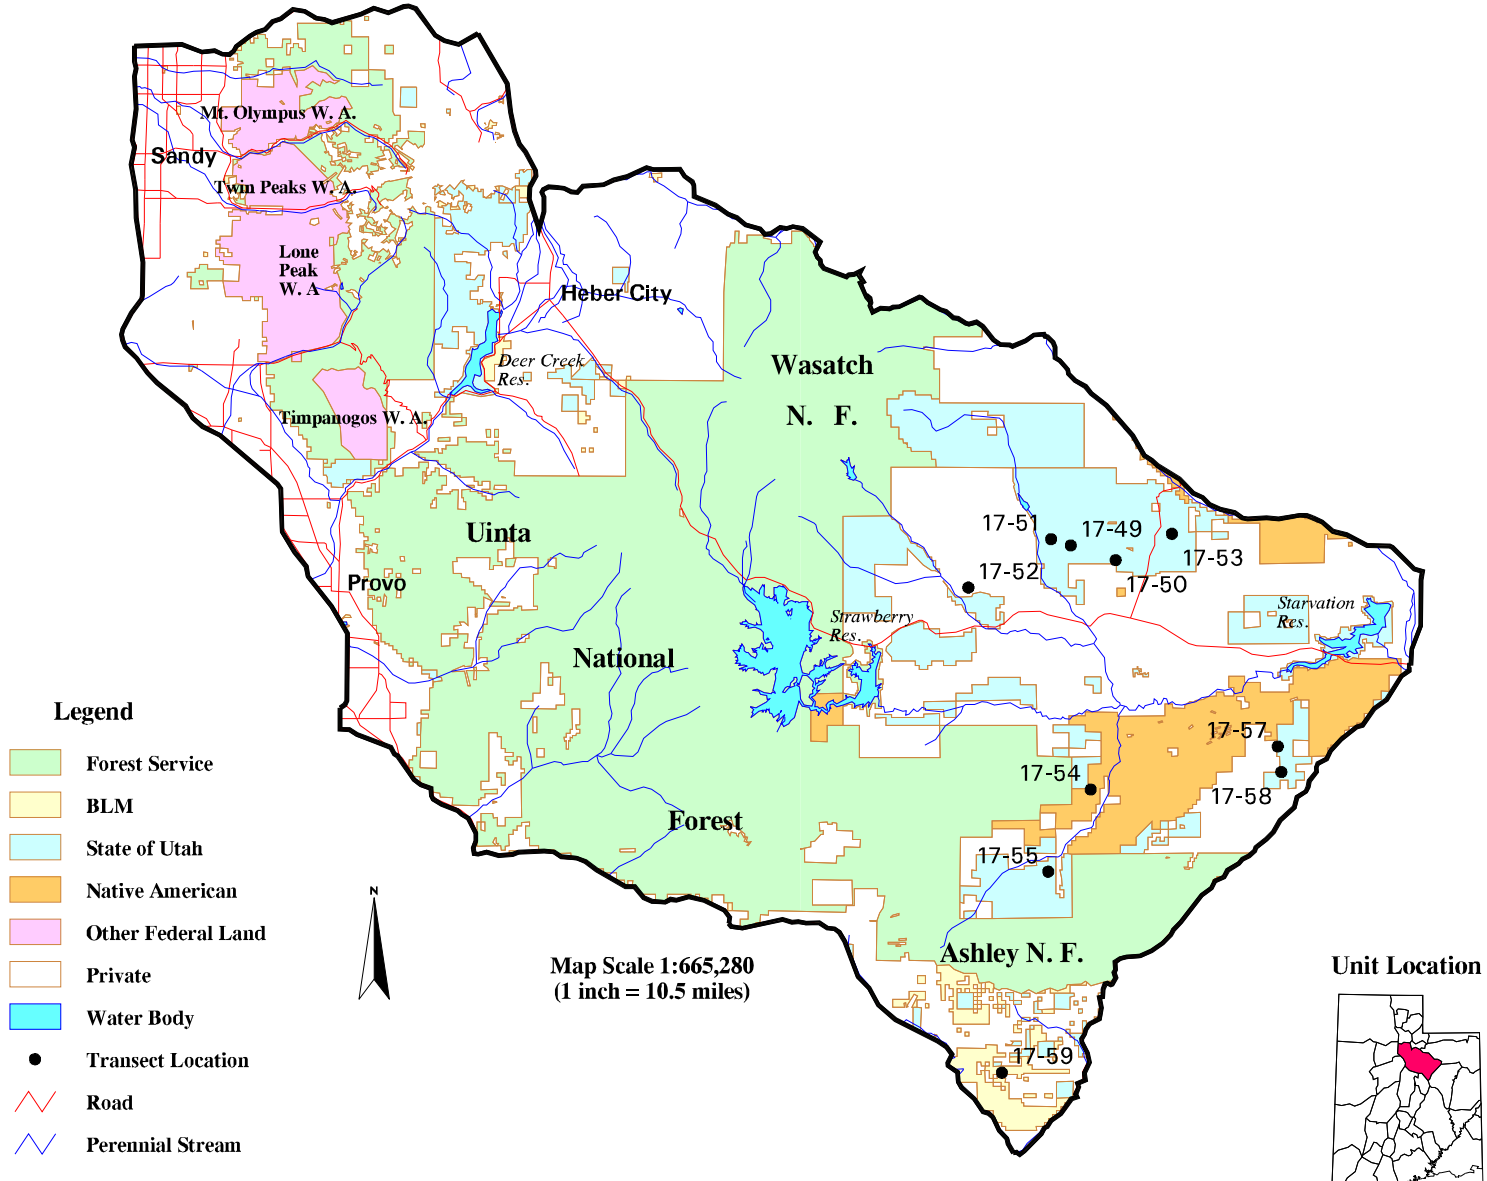 Mt. Olympus W. A.
Sandy
Twin Peaks W. A.
Lone
Peak
W. A
Heber City
Deer Creek
Res.
Wasatch
N. F.
Timpanogos W. A.
Uinta
17-51
17-49
17-53
17-52
17-50
Provo
Strawberry
Res.
Starvation
Res.
National
17-57
17-54
17-58
Forest
17-55
Ashley N. F.
17-59
Legend
Forest Service
BLM
State of Utah
Native American
Other Federal Land
Private
Water Body
Transect Location
Road
Perennial Stream
N
Map Scale 1:665,280
(1 inch = 10.5 miles)
Unit Location